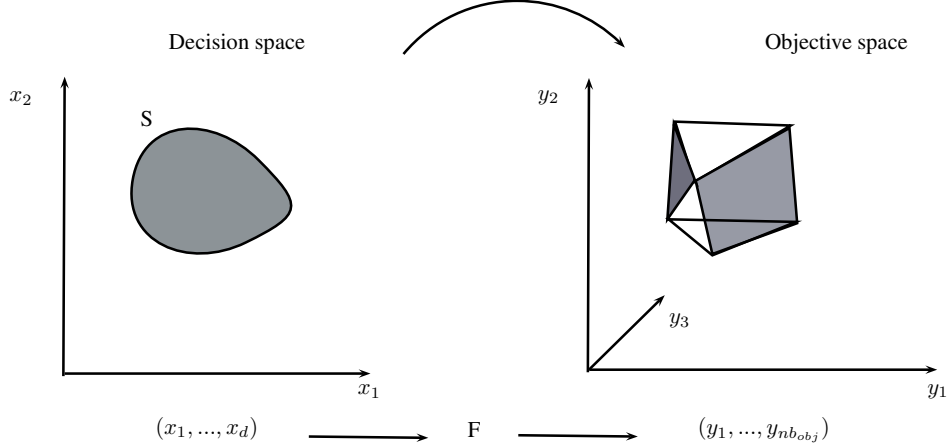 Decision space
Objective space
x_2
S
y_2
y_3
x_1
y_1
(x_1, ..., x_d)
F
(y_1, ..., y_{nb_{obj}})